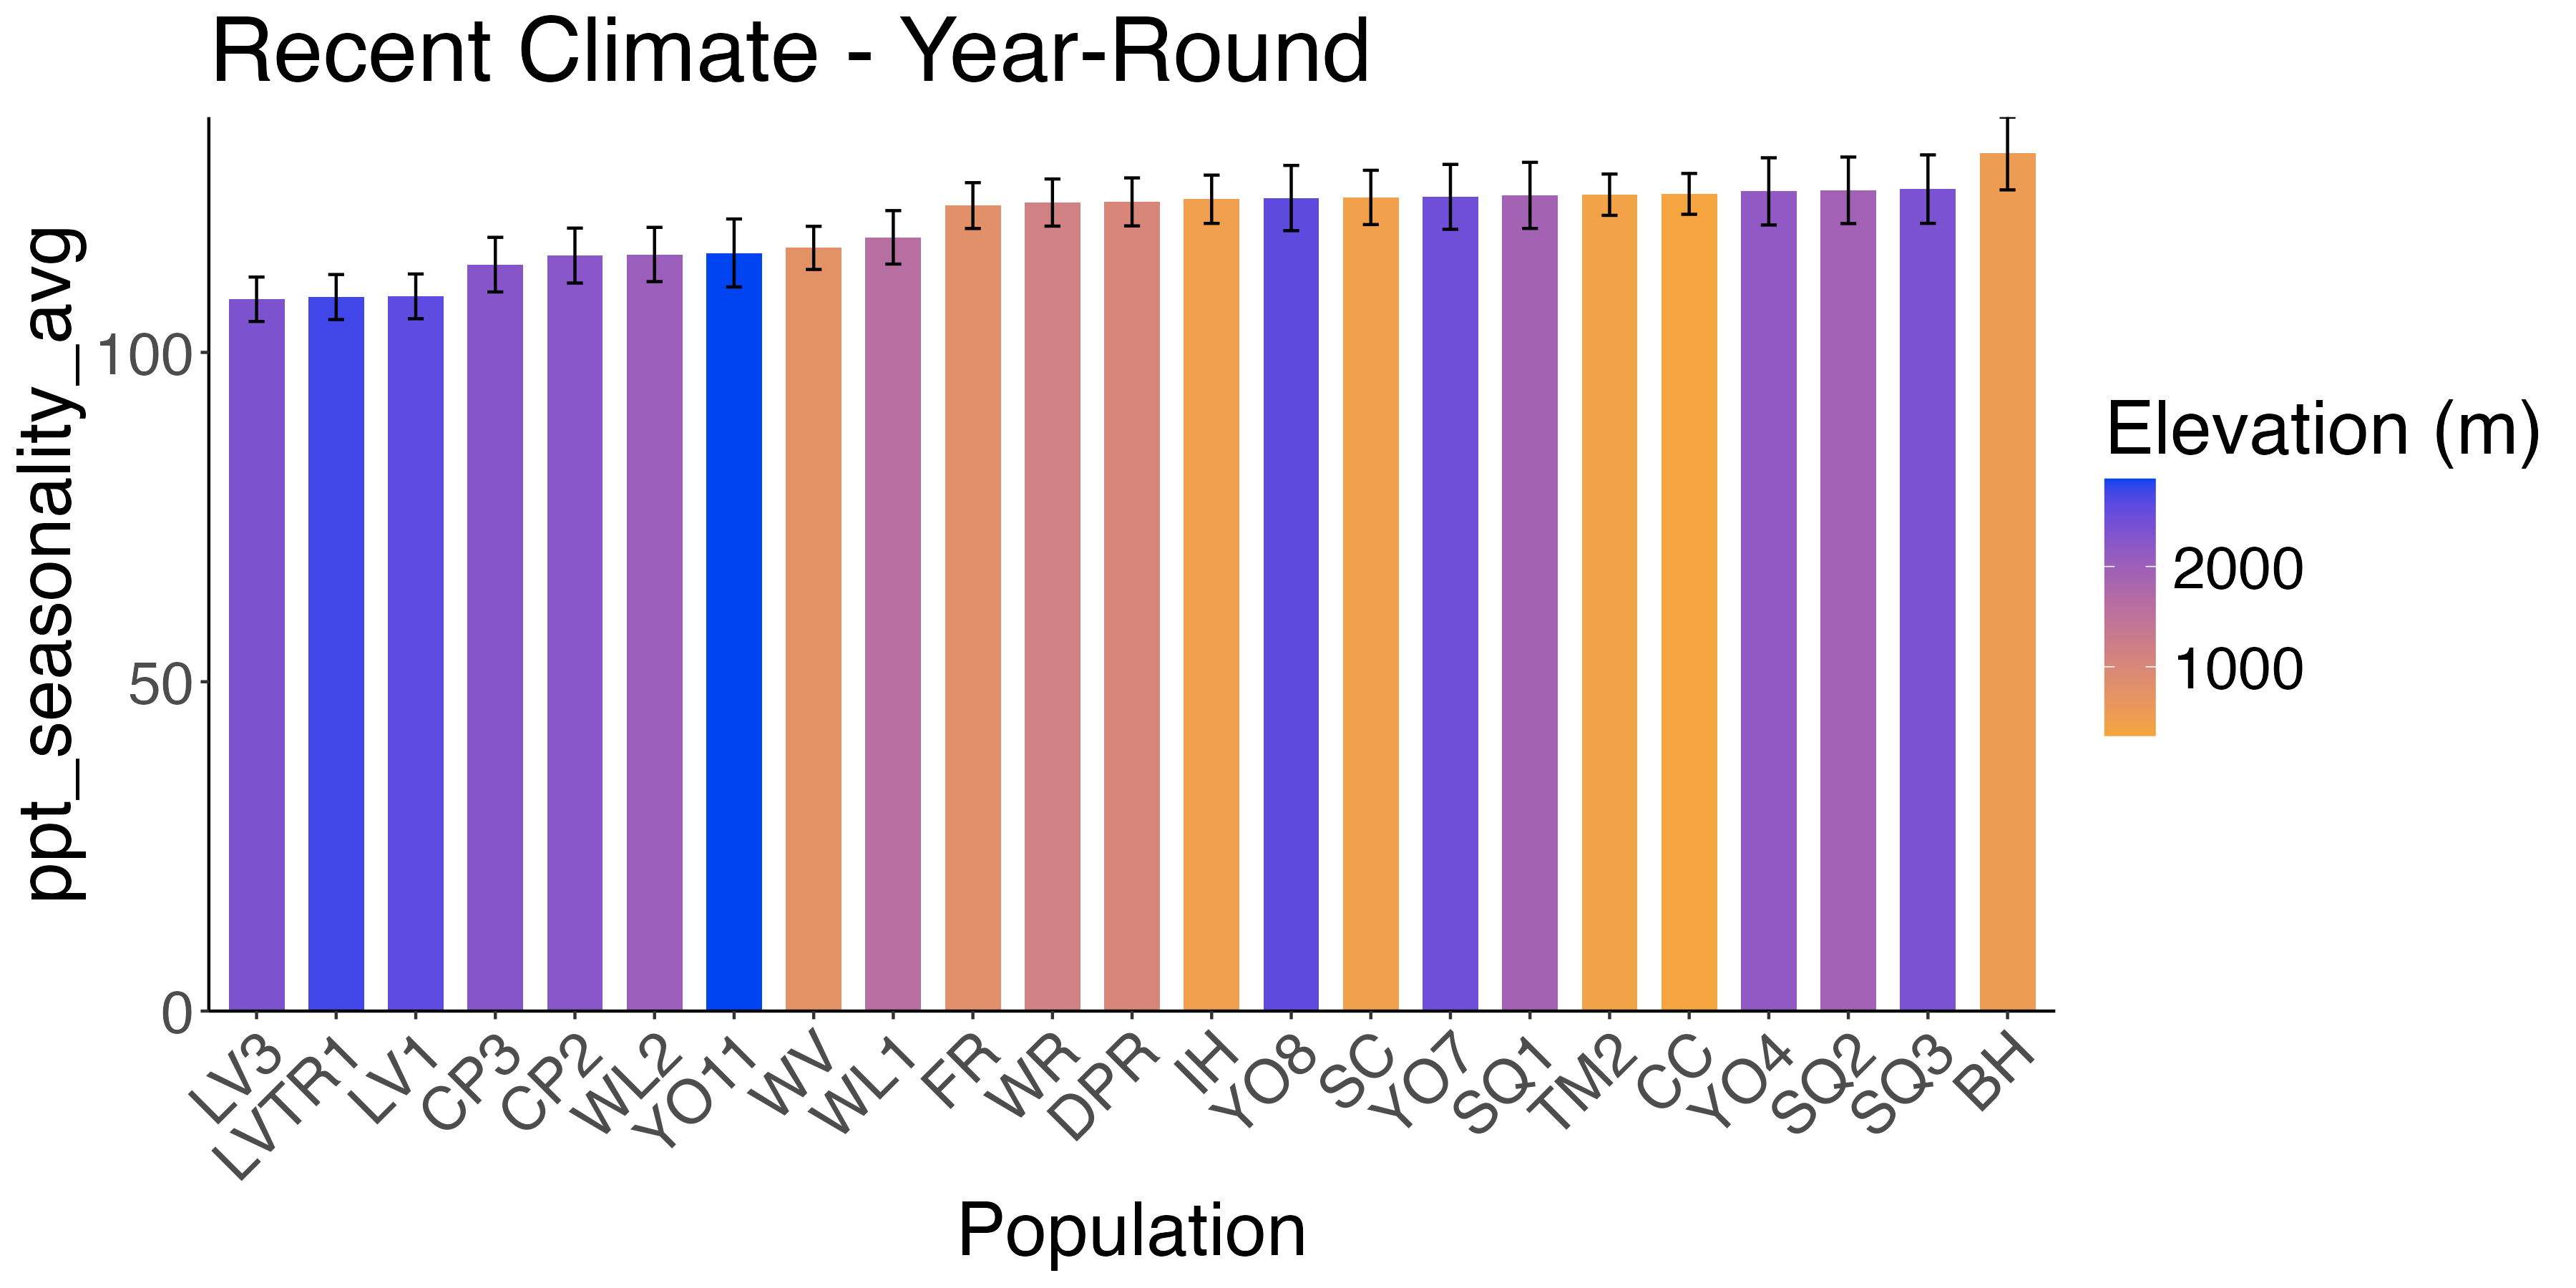 Recent Climate - Year-Round
ppt_seasonality_avg
100
50
0
LV3
LVTR1
LV1
CP3
CP2
WL2
YO11
WV
WL1
FR
WR
DPR
IH
YO8
SC
YO7
SQ1
TM2
CC
YO4
SQ2
SQ3
BH
Population
Elevation (m)
2000
1000